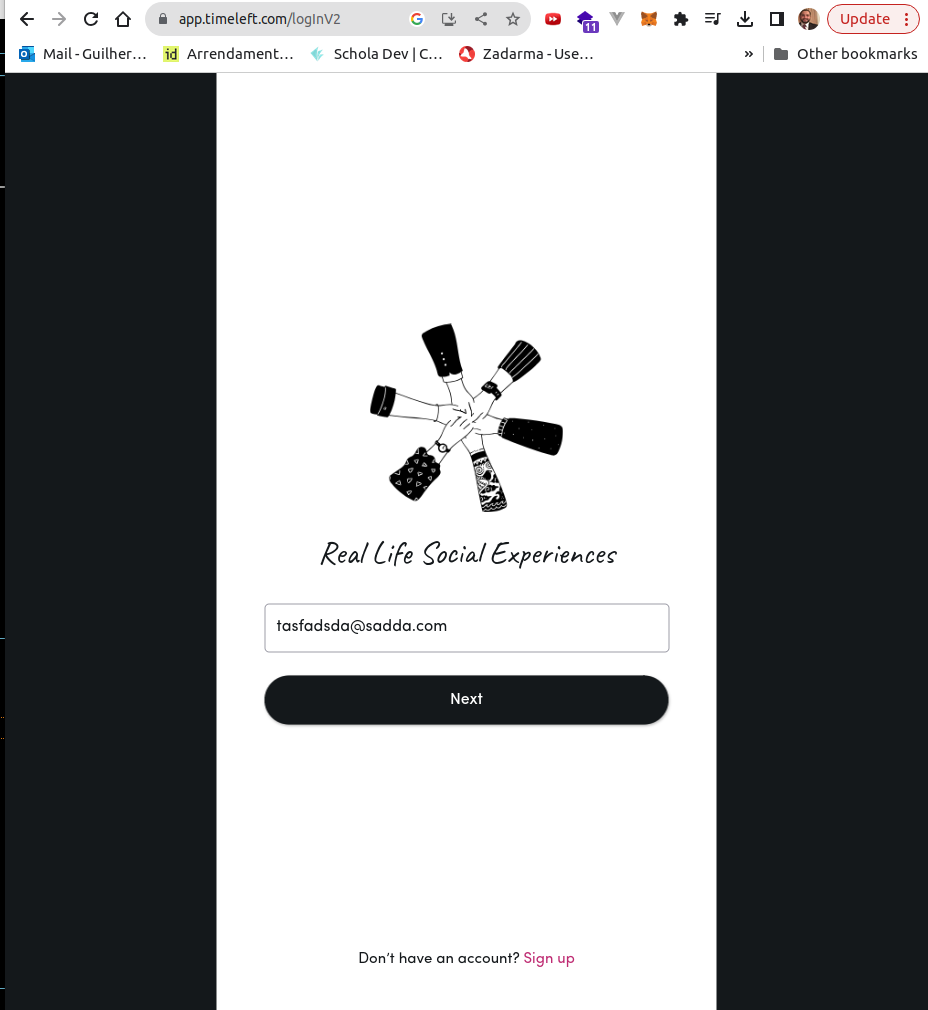 app.timeleft.com/logInV2
11
Update
Mail - Guilher...
id Arrendament...
Schola Dev | C...
Zadarma - Use...
»
Other bookmarks
Real Life Social Experiences
tasfadsda@sadda.com
Next
Don't have an account? Sign up